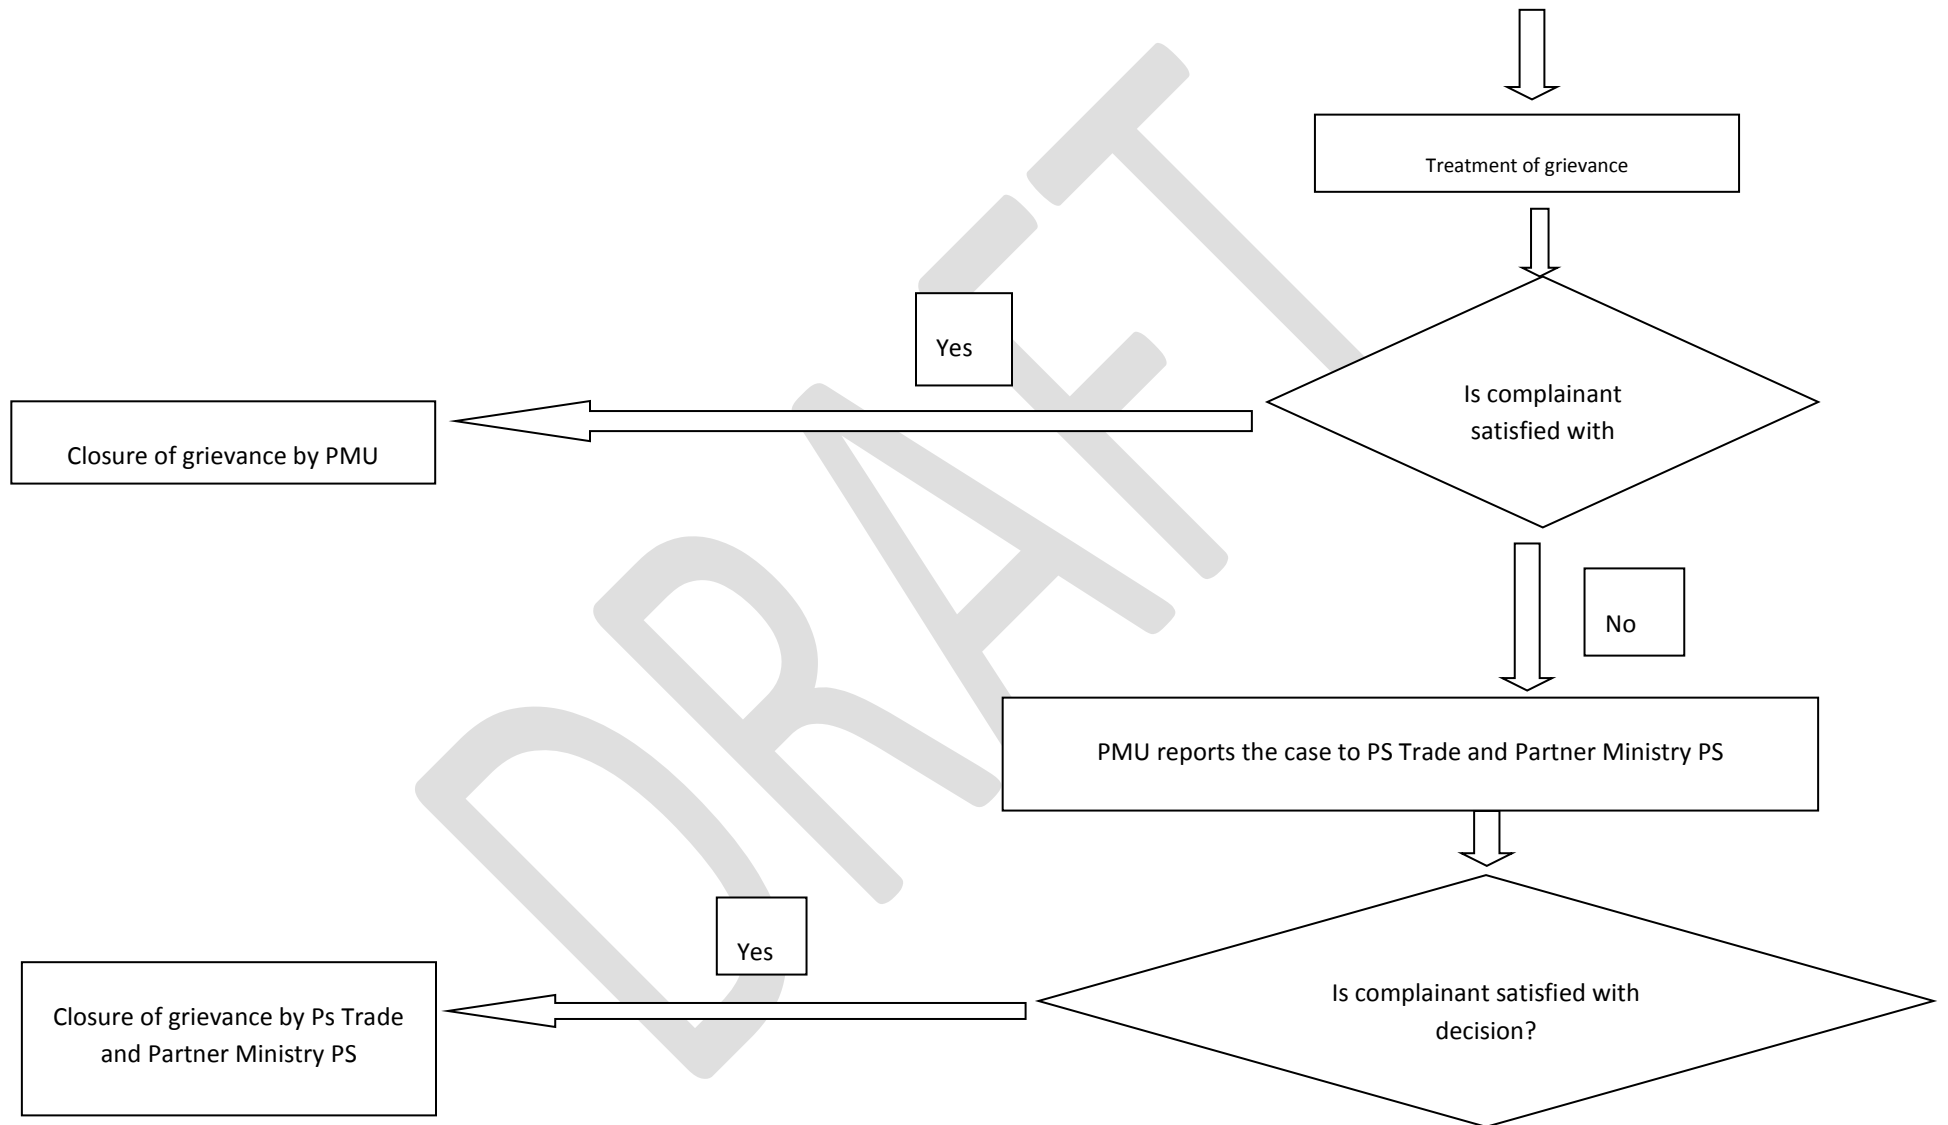 Treatment of grievance
Yes
Is complainant
satisfied with
Closure of grievance by PMU
No
PMU reports the case to PS Trade and Partner Ministry PS
Yes
Is complainant satisfied with
decision?
Closure of grievance by Ps Trade
and Partner Ministry PS
DRAFT